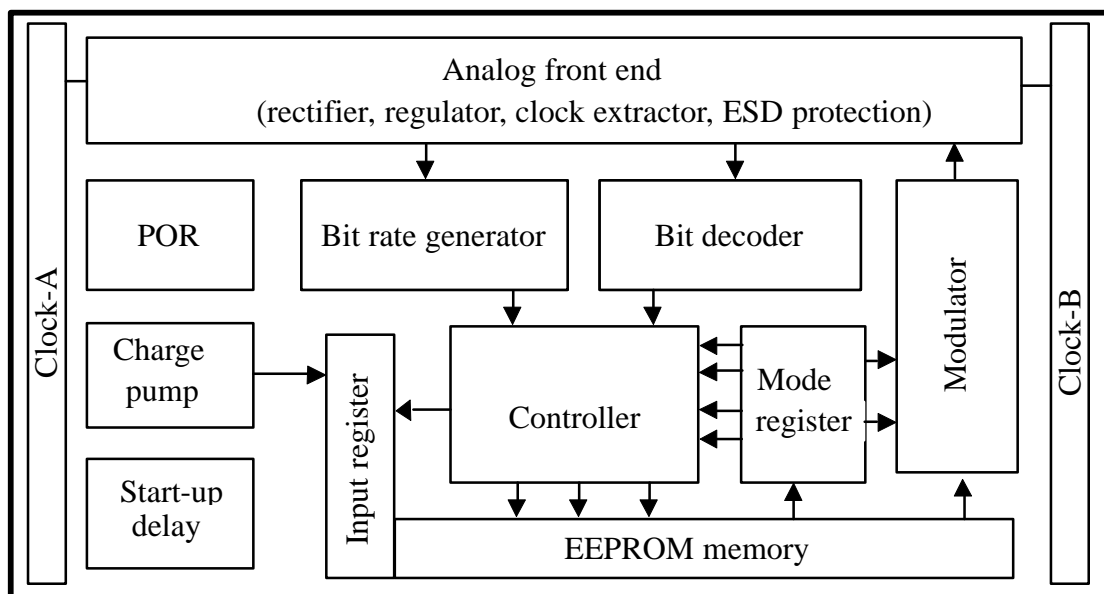 Analog front end
(rectifier, regulator, clock extractor, ESD protection)
Clock-A
POR
Bit rate generator
Bit decoder
Modulator
Clock-B
Charge
pump
Input register
Controller
Mode
register
Start-up
delay
EEPROM memory